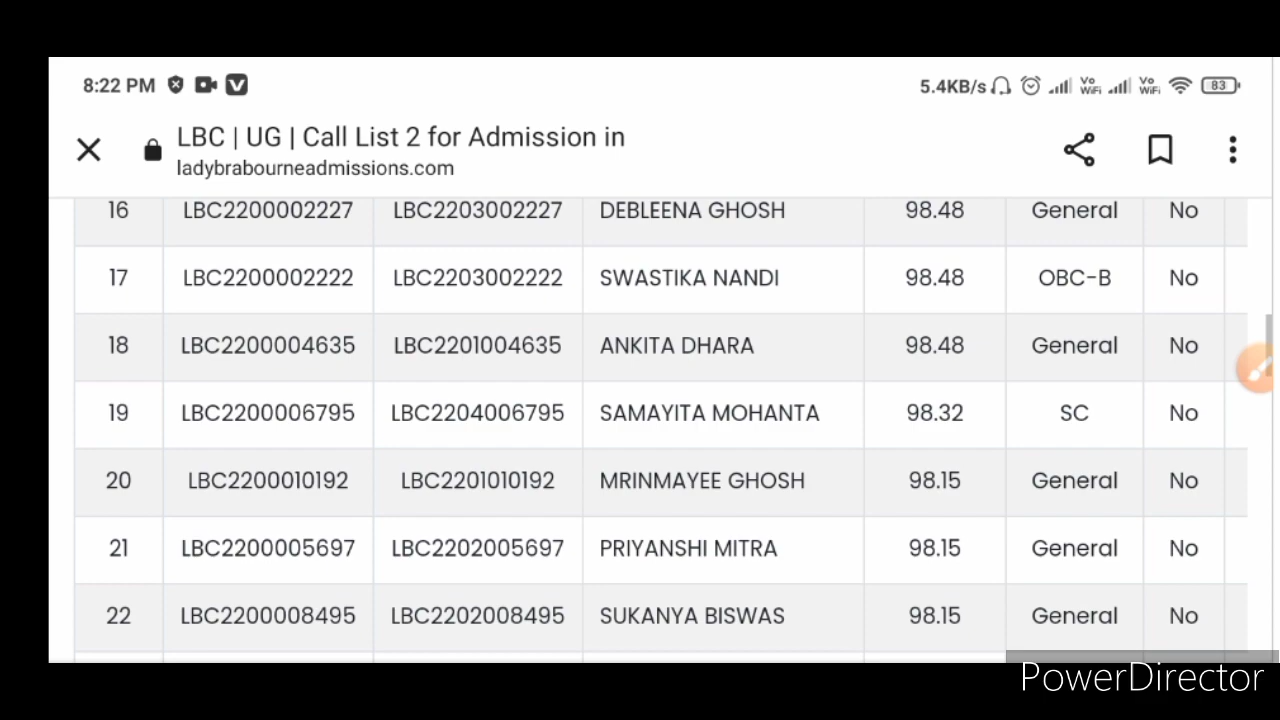 8:22 PM 5.4KB/s Vo WiFi Vo WiFi 83
LBC | UG | Call List 2 for Admission in
ladybrabourneadmissions.com
16 LBC2200002227 LBC2203002227 DEBLEENA GHOSH 98.48 General No
17 LBC2200002222 LBC2203002222 SWASTIKA NANDI 98.48 OBC-B No
18 LBC2200004635 LBC2201004635 ANKITA DHARA 98.48 General No
19 LBC2200006795 LBC2204006795 SAMAYITA MOHANTA 98.32 SC No
20 LBC2200010192 LBC2201010192 MRINMAYEE GHOSH 98.15 General No
21 LBC2200005697 LBC2202005697 PRIYANSHI MITRA 98.15 General No
22 LBC2200008495 LBC2202008495 SUKANYA BISWAS 98.15 General No
PowerDirector